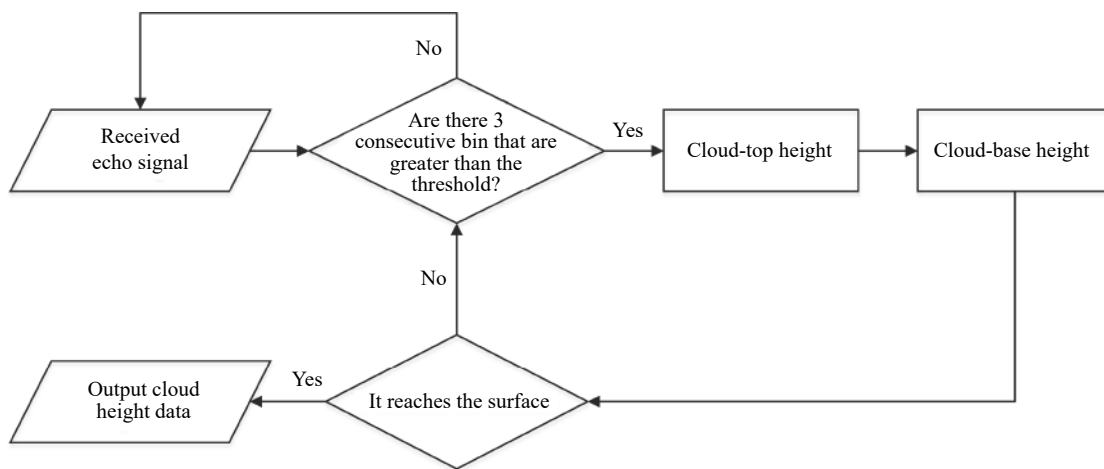 No
Received
echo signal
Are there 3
consecutive bin that are
greater than the
threshold?
Yes
Cloud-top height
Cloud-base height
No
Output cloud
height data
Yes
It reaches the surface